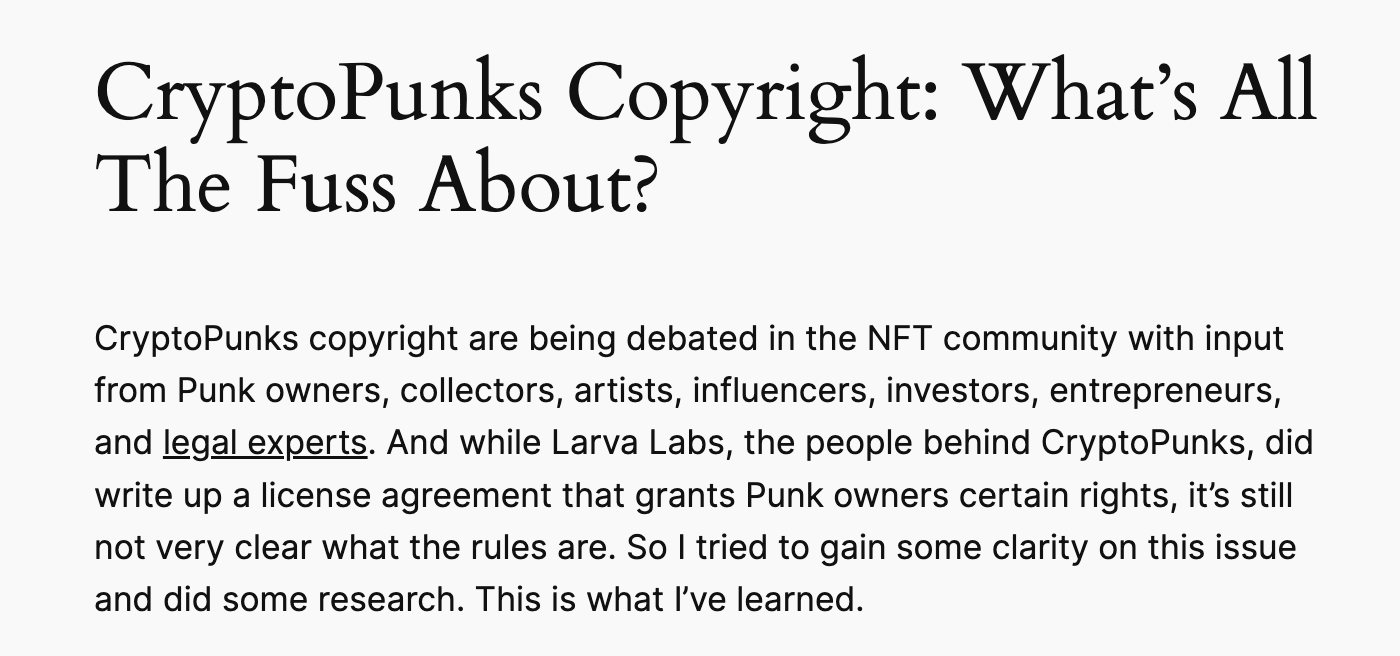 CryptoPunks Copyright: What’s All
The Fuss About?
CryptoPunks copyright are being debated in the NFT community with input
from Punk owners, collectors, artists, influencers, investors, entrepreneurs,
and legal experts. And while Larva Labs, the people behind CryptoPunks, did
write up a license agreement that grants Punk owners certain rights, it’s still
not very clear what the rules are. So I tried to gain some clarity on this issue
and did some research. This is what I’ve learned.